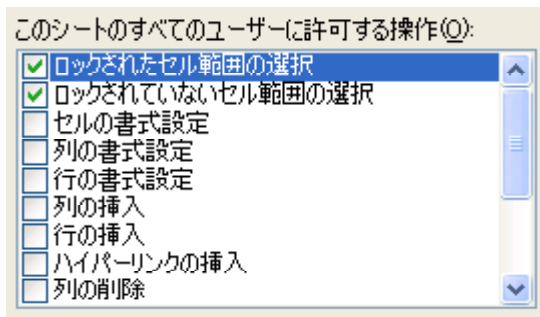 このシートのすべてのユーザーに許可する操作(O):
ロックされたセル範囲の選択
ロックされていないセル範囲の選択
セルの書式設定
列の書式設定
行の書式設定
列の挿入
行の挿入
ハイパーリンクの挿入
列の削除